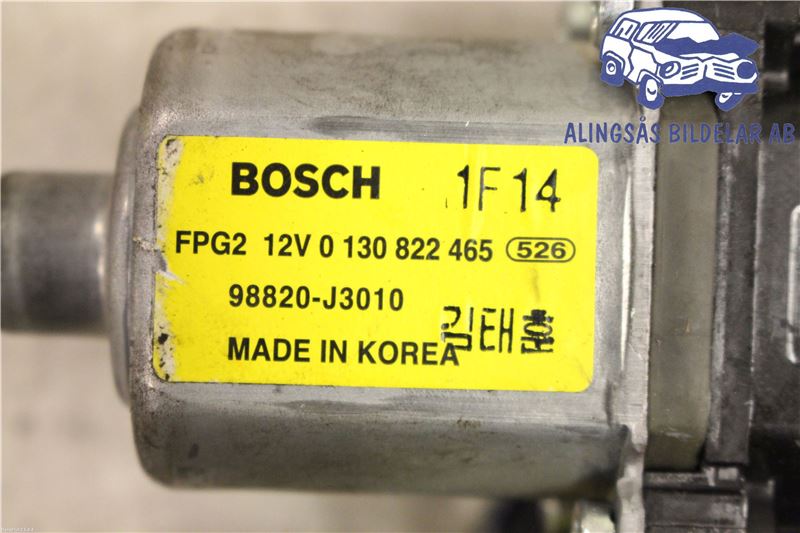 ALINGSÅS BILDELAR AB
BOSCH 1F14
FPG2 12V 0 130 822 465 526
98820-J3010
김태훈
MADE IN KOREA